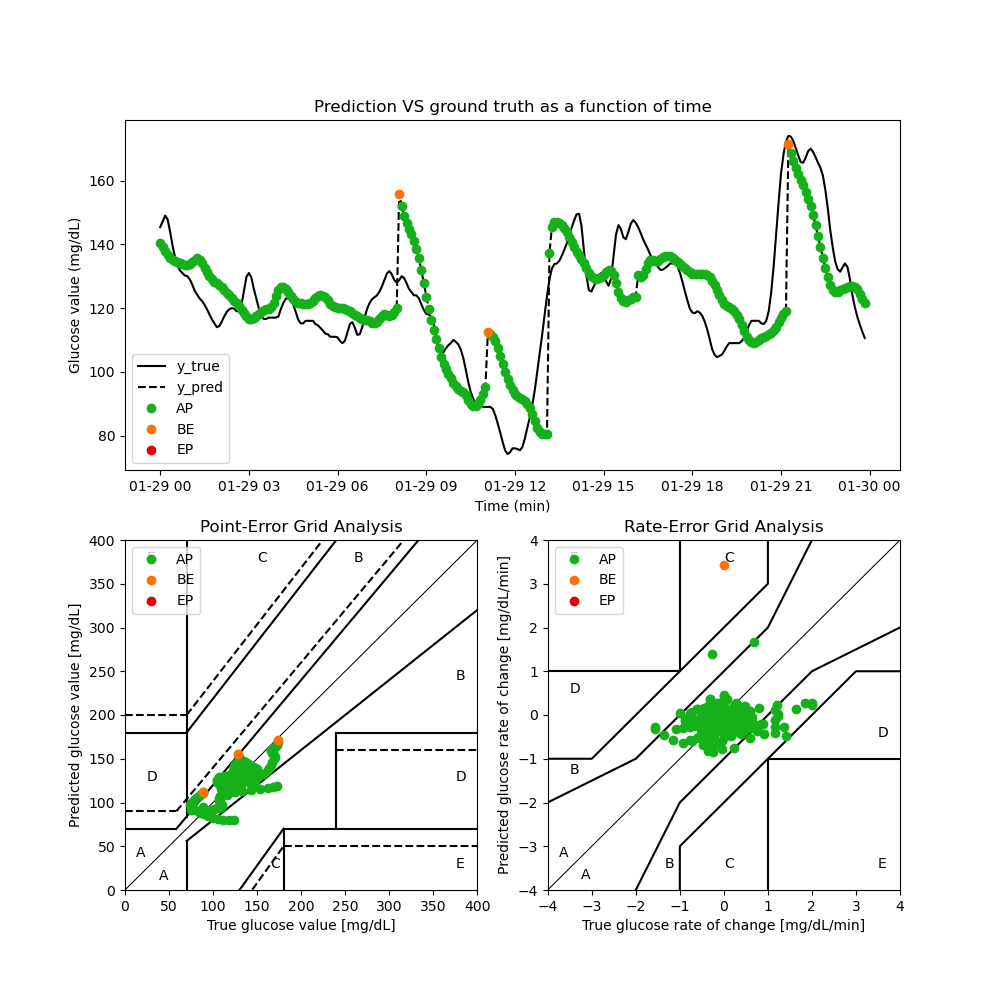 Prediction VS ground truth as a function of time
Glucose value (mg/dL)
160
140
120
100
80
y_true
y_pred
AP
BE
EP
01-29 00 01-29 03 01-29 06 01-29 09 01-29 12 01-29 15 01-29 18 01-29 21 01-30 00
Time (min)
Point-Error Grid Analysis
Predicted glucose value [mg/dL]
400
350
300
250
200
150
100
50
0
AP
BE
EP
C
B
B
D
D
A
A
C
E
0 50 100 150 200 250 300 350 400
True glucose value [mg/dL]
Rate-Error Grid Analysis
Predicted glucose rate of change [mg/dL/min]
4
3
2
1
0
−1
−2
−3
−4
AP
BE
EP
C
D
D
B
A
A
B
C
E
−4 −3 −2 −1 0 1 2 3 4
True glucose rate of change [mg/dL/min]